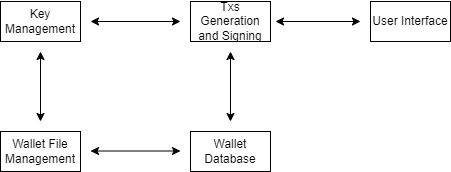 Key
Management
Txs
Generation
and Signing
User Interface
Wallet File
Management
Wallet
Database